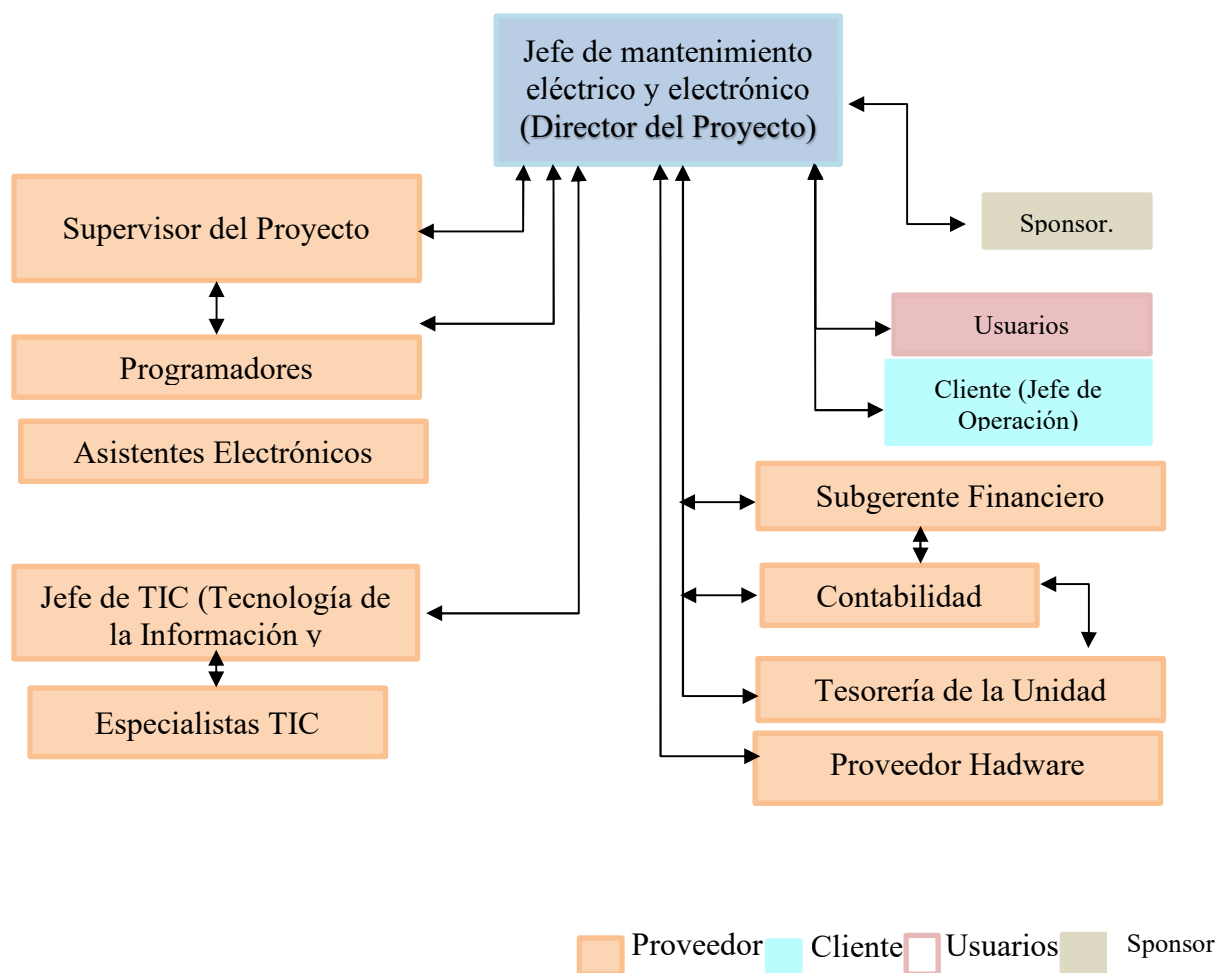 Jefe de mantenimiento
eléctrico y electrónico
(Director del Proyecto)
Supervisor del Proyecto
Sponsor.
Usuarios
Programadores
Cliente (Jefe de
Operación)
Asistentes Electrónicos
Subgerente Financiero
Jefe de TIC (Tecnología de
la Información y
Contabilidad
Especialistas TIC
Tesorería de la Unidad
Proveedor Hadware
Proveedor Cliente Usuarios Sponsor